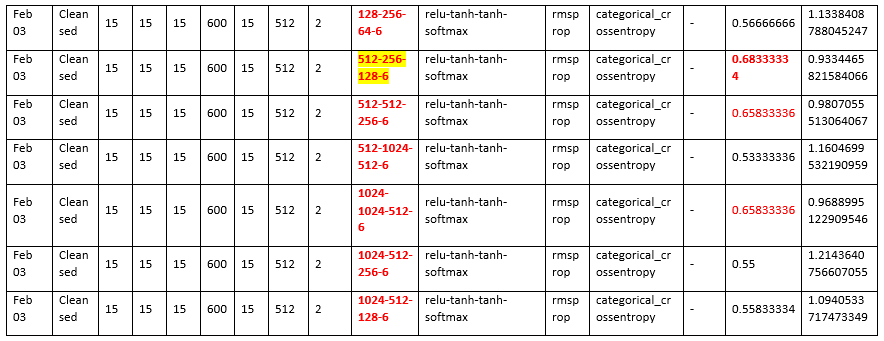 Feb 03 Cleansed 15 15 15 600 15 512 2 128-256-64-6 relu-tanh-tanh-softmax rmsprop categorical_crossentropy - 0.56666666 1.1338408788045247
Feb 03 Cleansed 15 15 15 600 15 512 2 512-256-128-6 relu-tanh-tanh-softmax rmsprop categorical_crossentropy - 0.68333334 0.9334465821584066
Feb 03 Cleansed 15 15 15 600 15 512 2 512-512-256-6 relu-tanh-tanh-softmax rmsprop categorical_crossentropy - 0.65833336 0.9807055513064067
Feb 03 Cleansed 15 15 15 600 15 512 2 512-1024-512-6 relu-tanh-tanh-softmax rmsprop categorical_crossentropy - 0.53333336 1.1604699532190959
Feb 03 Cleansed 15 15 15 600 15 512 2 1024-1024-512-6 relu-tanh-tanh-softmax rmsprop categorical_crossentropy - 0.65833336 0.9688995122909546
Feb 03 Cleansed 15 15 15 600 15 512 2 1024-512-256-6 relu-tanh-tanh-softmax rmsprop categorical_crossentropy - 0.55 1.2143640756607055
Feb 03 Cleansed 15 15 15 600 15 512 2 1024-512-128-6 relu-tanh-tanh-softmax rmsprop categorical_crossentropy - 0.55833334 1.0940533717473349